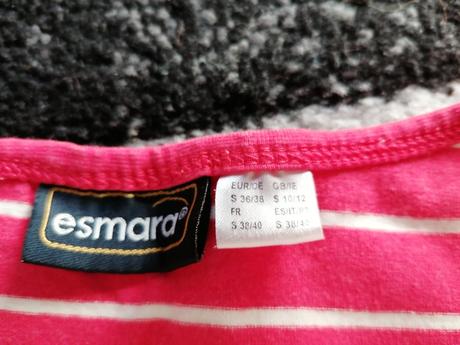 esmara®
EUR/DE GB/IE
S 36/38 S 10/12
FR ES/IT/PT
S 38/40 S 38/40